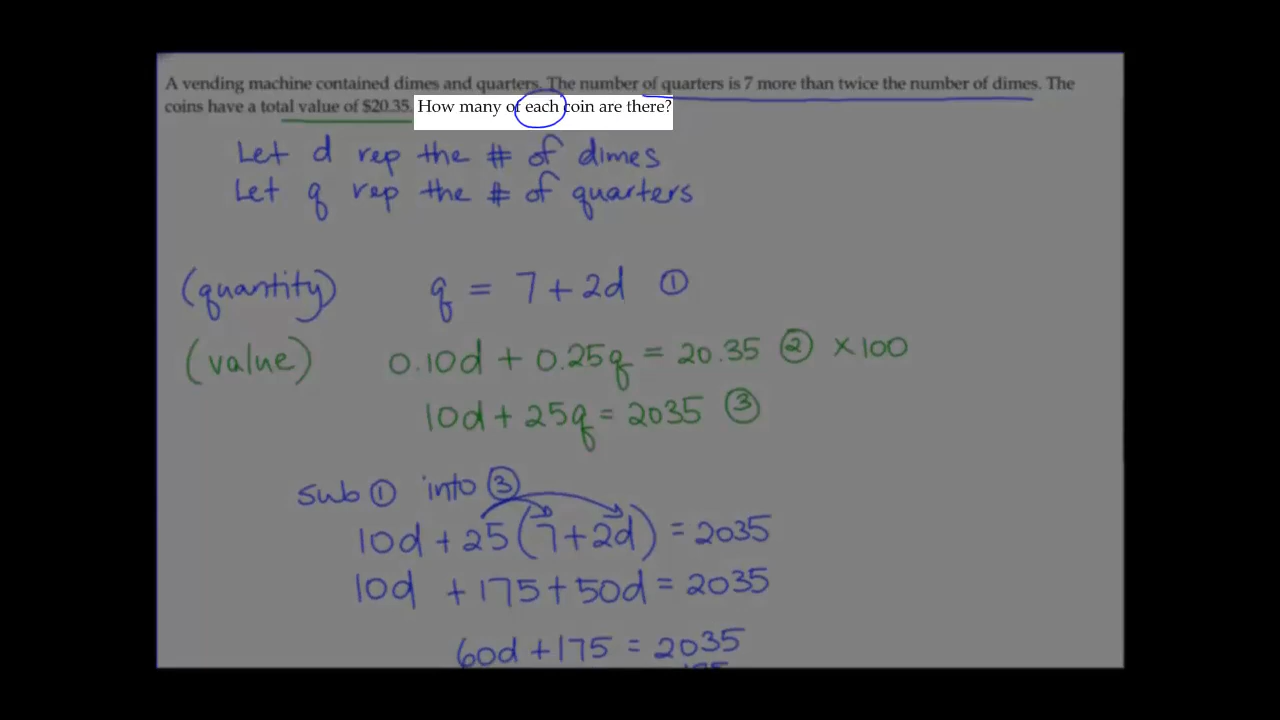 A vending machine contained dimes and quarters. The number of quarters is 7 more than twice the number of dimes. The
coins have a total value of $20.35. How many of each coin are there?
Let d rep the # of dimes
Let q rep the # of quarters
(quantity) q = 7 + 2d ①
(value) 0.10d + 0.25q = 20.35 ② × 100
10d + 25q = 2035 ③
sub ① into ③
10d + 25(7 + 2d) = 2035
10d + 175 + 50d = 2035
60d + 175 = 2035